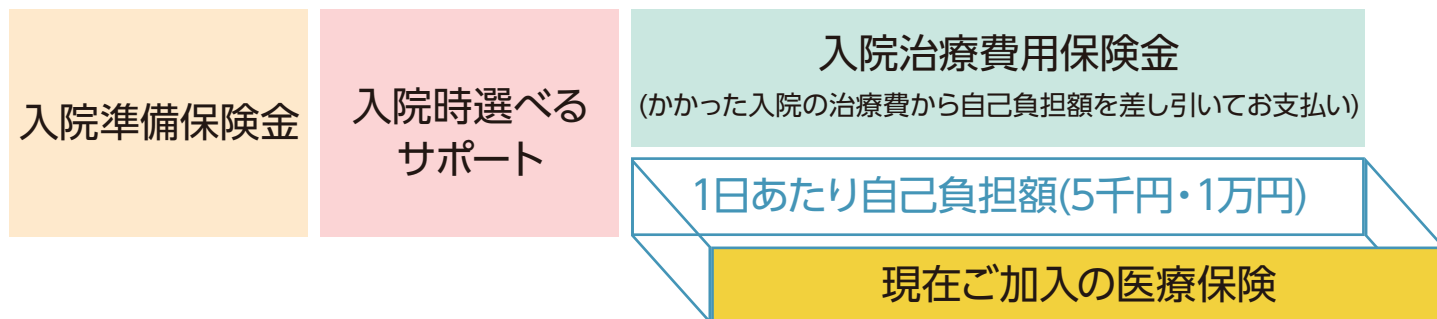 入院準備保険金
入院時選べる
サポート
入院治療費用保険金
(かかった入院の治療費から自己負担額を差し引いてお支払い)
1日あたり自己負担額(5千円・1万円)
現在ご加入の医療保険